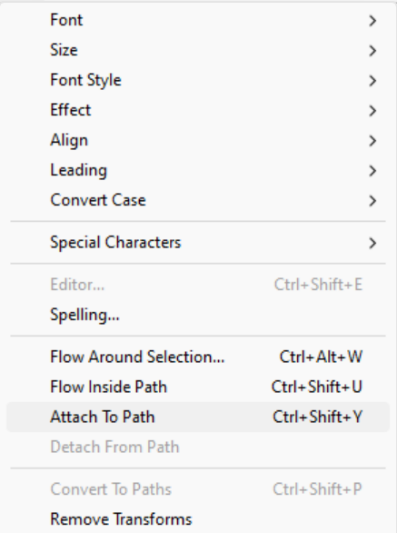 Font
Size
Font Style
Effect
Align
Leading
Convert Case
Special Characters
Editor... Ctrl+Shift+E
Spelling...
Flow Around Selection... Ctrl+Alt+W
Flow Inside Path Ctrl+Shift+U
Attach To Path Ctrl+Shift+Y
Detach From Path
Convert To Paths Ctrl+Shift+P
Remove Transforms